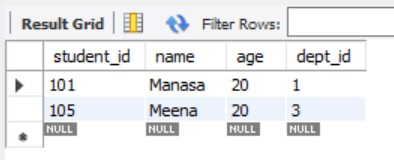 Result Grid Filter Rows:
student_id name age dept_id
101 Manasa 20 1
105 Meena 20 3
NULL NULL NULL NULL